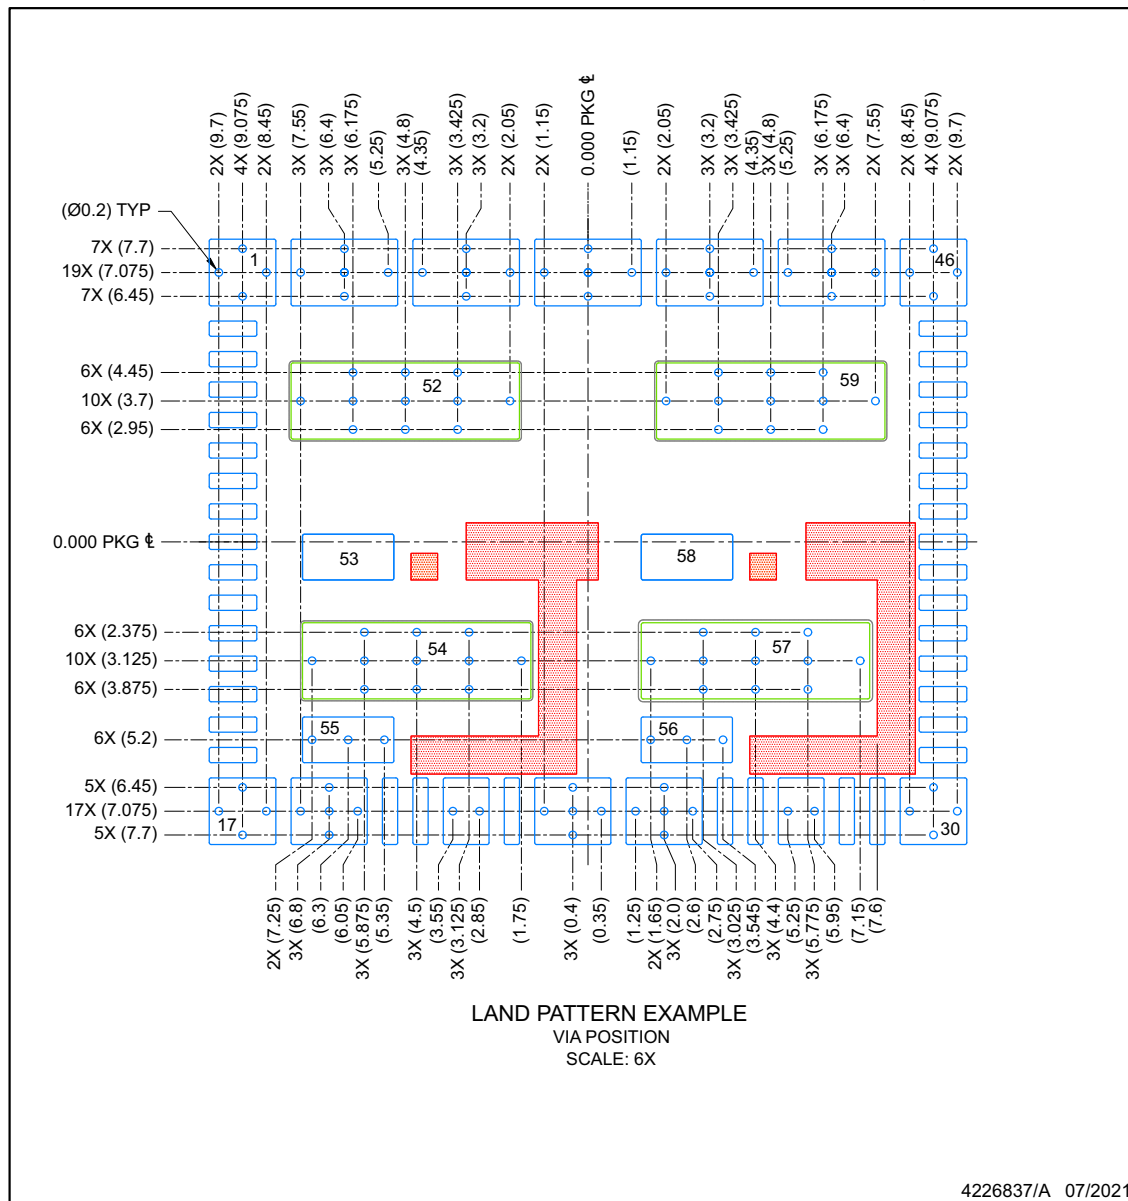 2X (9.7)
4X (9.075)
2X (8.45)
3X (7.55)
3X (6.4)
3X (6.175)
(5.25)
3X (4.8)
(4.35)
3X (3.425)
3X (3.2)
2X (2.05)
2X (1.15)
0.000 PKG ℄
(1.15)
2X (2.05)
3X (3.2)
3X (3.425)
(4.35)
3X (4.8)
(5.25)
3X (6.175)
3X (6.4)
2X (7.55)
2X (8.45)
4X (9.075)
2X (9.7)
(Ø0.2) TYP
7X (7.7)
1
46
19X (7.075)
7X (6.45)
6X (4.45)
52
59
10X (3.7)
6X (2.95)
0.000 PKG ℄
53
58
6X (2.375)
54
57
10X (3.125)
6X (3.875)
55
56
6X (5.2)
5X (6.45)
17X (7.075)
17
30
5X (7.7)
2X (7.25)
3X (6.8)
(6.3)
(6.05)
3X (5.875)
(5.35)
3X (4.5)
(3.55)
3X (3.125)
(2.85)
(1.75)
3X (0.4)
(0.35)
(1.25)
2X (1.65)
3X (2.0)
(2.6)
(2.75)
3X (3.025)
(3.545)
3X (4.4)
(5.25)
3X (5.775)
(5.95)
(7.15)
(7.6)
LAND PATTERN EXAMPLE
VIA POSITION
SCALE: 6X
4226837/A 07/2021